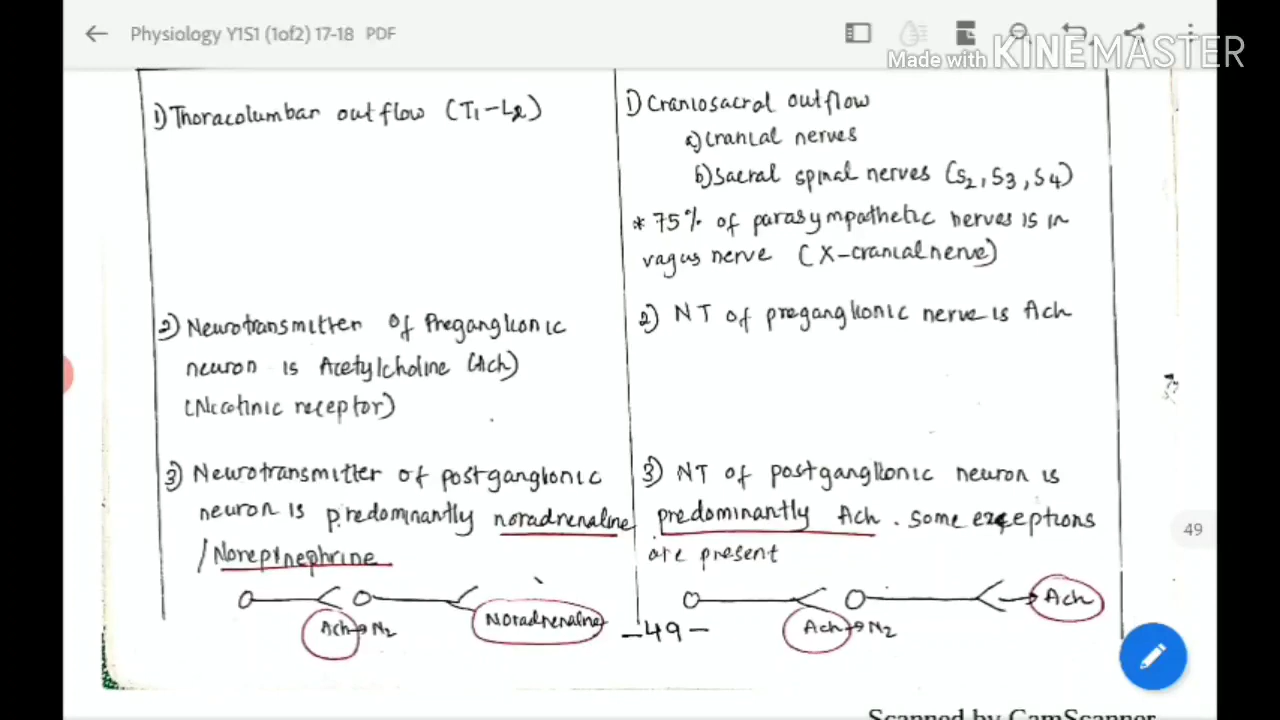 Physiology Y1S1 (1of2) 17-18 PDF
Made with KINEMASTER
1) Thoracolumbar outflow (T1-L2)
2) Neurotransmitter of Preganglionic
neuron is Acetylcholine (Ach)
(Nicotinic receptor)
3) Neurotransmitter of postganglionic
neuron is predominantly noradrenaline
/Norepinephrine
Ach→N2
Noradrenaline
1) Craniosacral outflow
a) cranial nerves
b) Sacral spinal nerves (S2, S3, S4)
* 75% of parasympathetic nerves is in
vagus nerve (X-cranial nerve)
2) NT of preganglionic nerve is Ach
3) NT of postganglionic neuron is
predominantly Ach. Some exceptions
are present
Ach→N2
Ach
-49-
49
Scanned by CamScanner